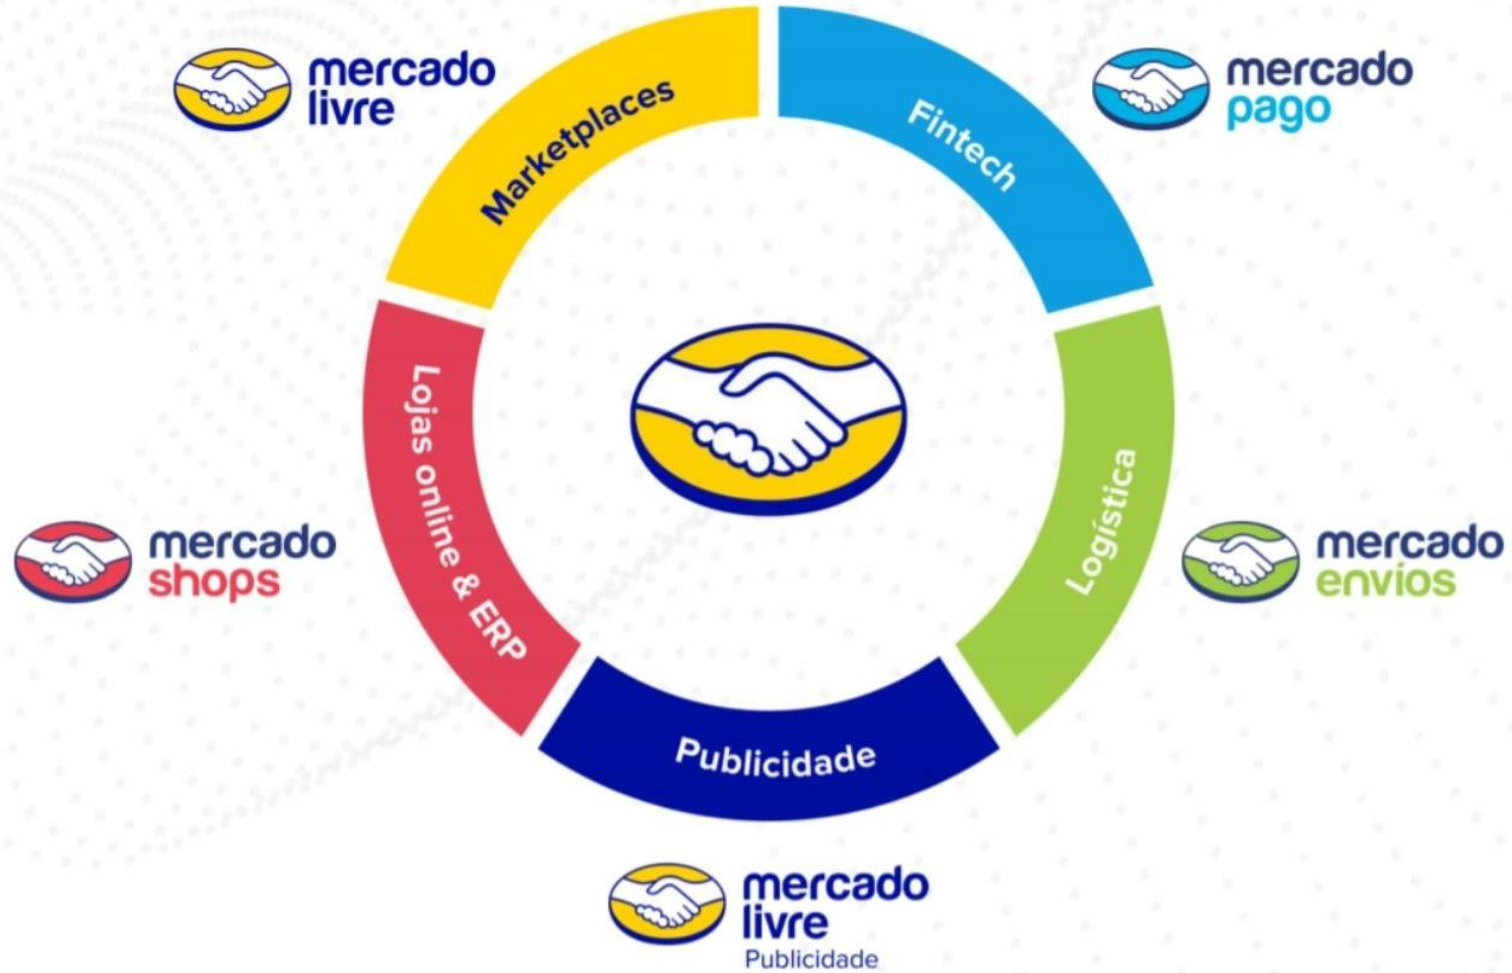 mercado
livre
Marketplaces
Fintech
mercado
pago
Lojas online & ERP
Logística
mercado
shops
mercado
envios
Publicidade
mercado
livre
Publicidade